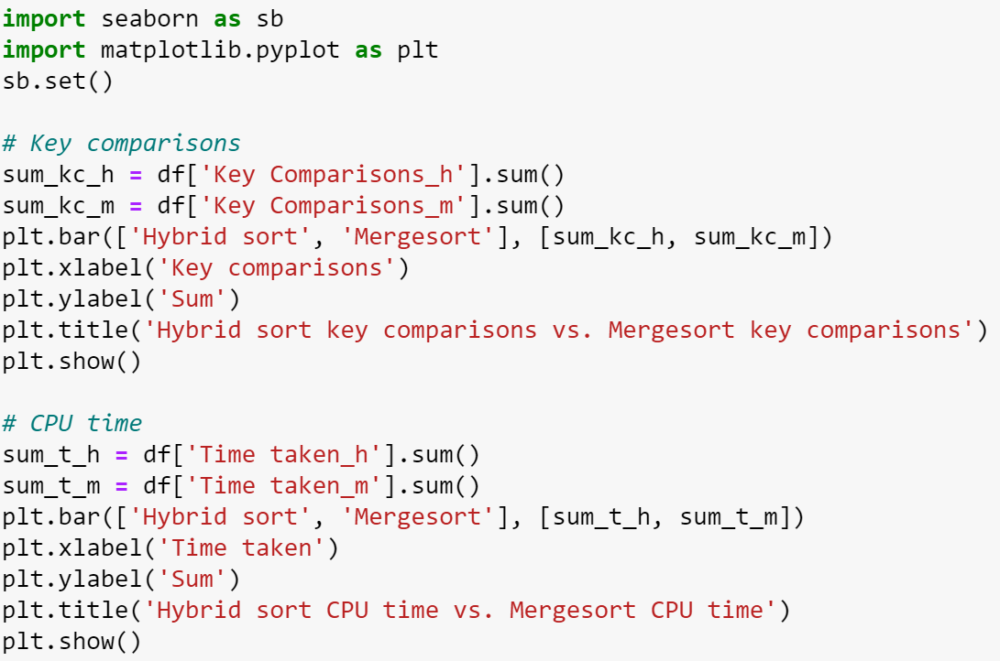 import seaborn as sb
import matplotlib.pyplot as plt
sb.set()
# Key comparisons
sum_kc_h = df['Key Comparisons_h'].sum()
sum_kc_m = df['Key Comparisons_m'].sum()
plt.bar(['Hybrid sort', 'Mergesort'], [sum_kc_h, sum_kc_m])
plt.xlabel('Key comparisons')
plt.ylabel('Sum')
plt.title('Hybrid sort key comparisons vs. Mergesort key comparisons')
plt.show()
# CPU time
sum_t_h = df['Time taken_h'].sum()
sum_t_m = df['Time taken_m'].sum()
plt.bar(['Hybrid sort', 'Mergesort'], [sum_t_h, sum_t_m])
plt.xlabel('Time taken')
plt.ylabel('Sum')
plt.title('Hybrid sort CPU time vs. Mergesort CPU time')
plt.show()